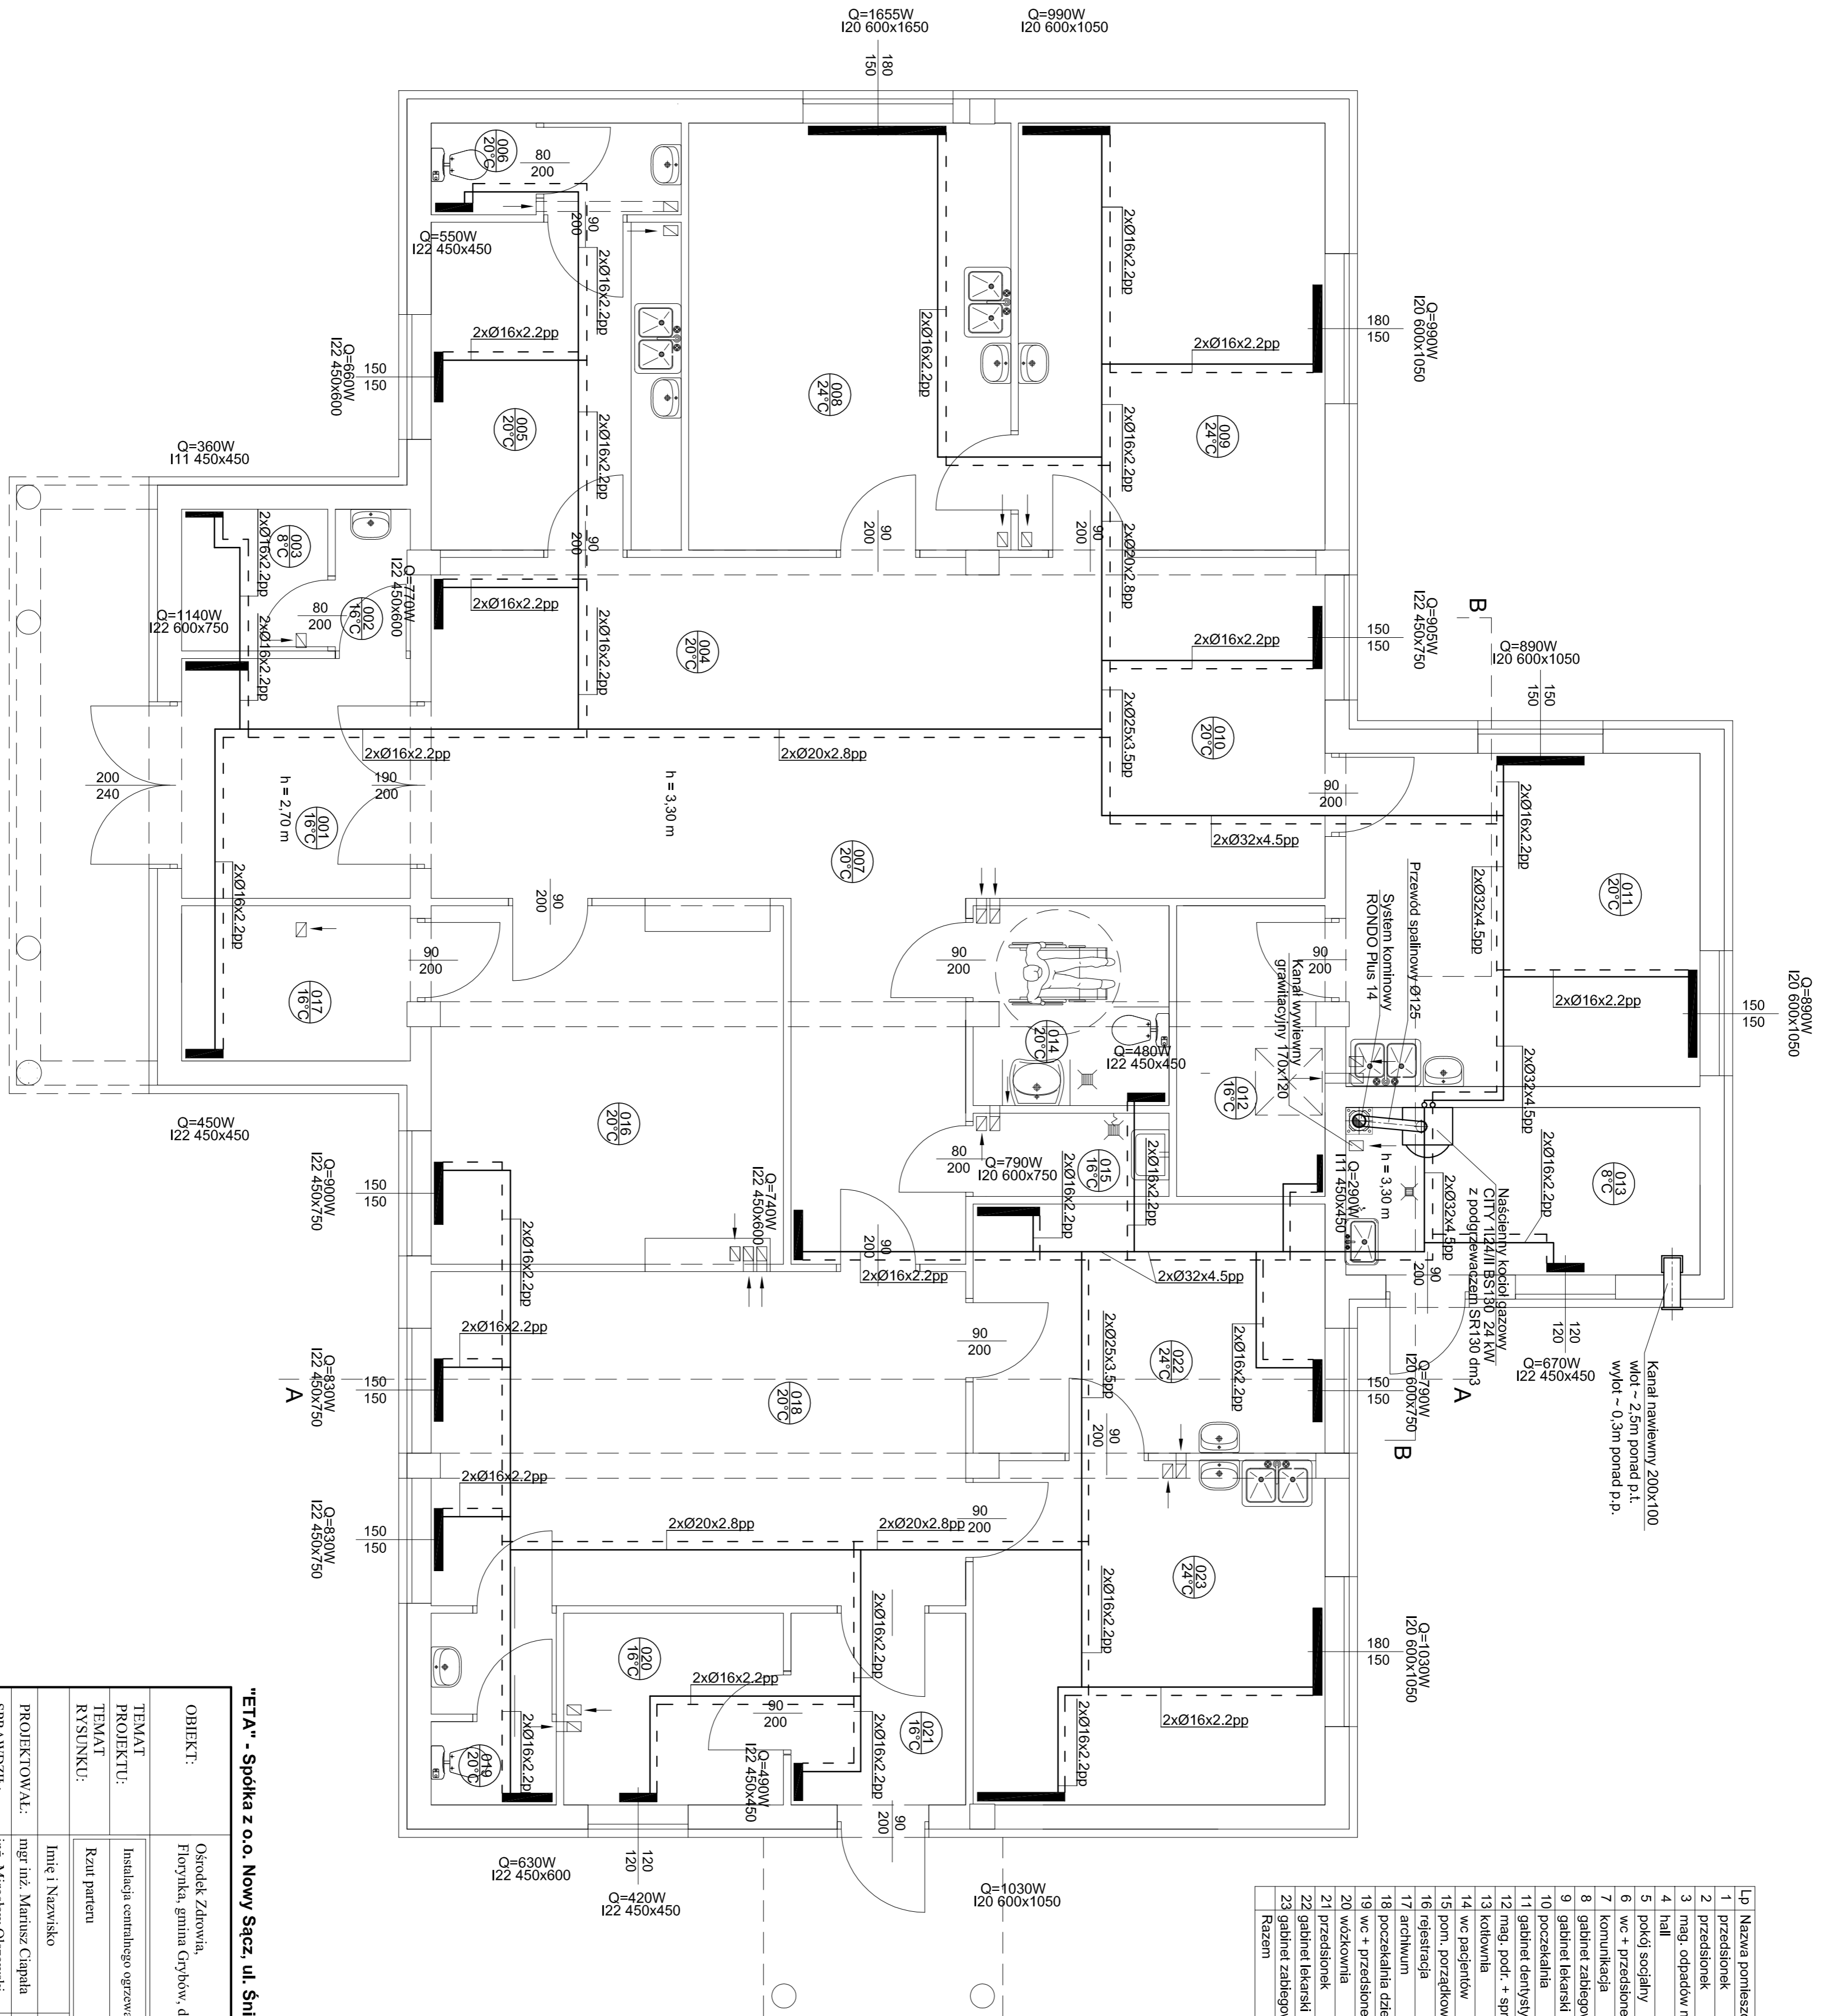 Q=1655W
I20 600x1650
180
150
Q=990W
I20 600x1050
006
20°C
80
200
Q=550W
I22 450x450
90
200
2xØ16x2.2pp
2xØ16x2.2pp
2xØ16x2.2pp
2xØ16x2.2pp
180
150
Q=990W
I20 600x1050
Q=660W
I22 450x600
150
150
2xØ16x2.2pp
005
20°C
2xØ16x2.2pp
008
24°C
2xØ16x2.2pp
009
24°C
Q=360W
I11 450x450
90
200
90
200
90
200
2xØ20x2.8pp
003
8°C
2xØ16x2.2pp
Q=770W
I22 450x600
Q=1140W
I22 600x750
80
200
002
16°C
2xØ16x2.2pp
2xØ16x2.2pp
2xØ16x2.2pp
004
20°C
2xØ16x2.2pp
150
150
Q=905W
I22 450x750
B
Q=890W
I20 600x1050
150
150
2xØ25x3.5pp
010
20°C
2xØ16x2.2pp
2xØ20x2.8pp
200
240
190
200
h = 2,70 m
001
16°C
h = 3,30 m
90
200
2xØ16x2.2pp
2xØ32x4.5pp
007
20°C
2xØ16x2.2pp
90
200
2xØ32x4.5pp
Przewód spalinowy Ø125
System kominowy
RONDO Plus 14
011
20°C
90
200
90
200
90
200
Kanał wywiewny
grawitacyjny 170x120
017
16°C
2xØ16x2.2pp
150
150
Q=890W
I20 600x1050
014
20°C
Q=480W
I22 450x450
012
16°C
2xØ32x4.5pp
Q=450W
I22 450x450
016
20°C
80
200
Q=790W
I20 600x750
015
16°C
2xØ16x2.2pp
2xØ16x2.2pp
h = 3,30 m
Q=290W
I11 450x450
2xØ32x4.5pp
2xØ16x2.2pp
013
8°C
Naścienny kocioł gazowy
CITY 1.24/II BS130 24 kW
z podgrzewaczem SR130 dm3
Q=900W
I22 450x750
150
150
2xØ16x2.2pp
Q=740W
I22 450x600
90
200
2xØ16x2.2pp
2xØ32x4.5pp
90
200
120
120
Q=670W
I22 450x450
Kanał nawiewny 200x100
wlot ~ 2,5m ponad p.t.
wylot ~ 0,3m ponad p.p.
2xØ16x2.2pp
90
200
2xØ25x3.5pp
022
24°C
2xØ16x2.2pp
Q=830W
I22 450x750
150
150
A
018
20°C
150
150
Q=790W
I20 600x750
A
B
90
200
2xØ16x2.2pp
Q=830W
I22 450x750
150
150
2xØ20x2.8pp
2xØ20x2.8pp
90
200
023
24°C
2xØ16x2.2pp
2xØ16x2.2pp
180
150
Q=1030W
I20 600x1050
020
16°C
2xØ16x2.2pp
90
200
2xØ16x2.2pp
021
16°C
2xØ16x2.2pp
2xØ16x2.2pp
019
20°C
2xØ16x2.2p
Q=490W
I22 450x450
90
200
Q=630W
I22 450x600
120
120
Q=420W
I22 450x450
Q=1030W
I20 600x1050
Lp Nazwa pomieszcz
1 przedsionek
2 przedsionek
3 mag. odpadów m
4 hall
5 pokój socjalny
6 wc + przedsione
7 komunikacja
8 gabinet zabiegow
9 gabinet lekarski
10 poczekalnia
11 gabinet dentysty
12 mag. podr. + spr
13 kotłownia
14 wc pacjentów
15 pom. porządkow
16 rejestracja
17 archiwum
18 poczekalnia dzie
19 wc + przedsione
20 wózkownia
21 przedsionek
22 gabinet lekarski
23 gabinet zabiegow
Razem
"ETA" - Spółka z o.o. Nowy Sącz, ul. Śni
OBIEKT:
Ośrodek Zdrowia,
Florynka, gmina Grybów, d
TEMAT
PROJEKTU:
Instalacja centralnego ogrzewa
TEMAT
RYSUNKU:
Rzut parteru
Imię i Nazwisko
PROJEKTOWAŁ:
mgr inż. Mariusz Ciapała